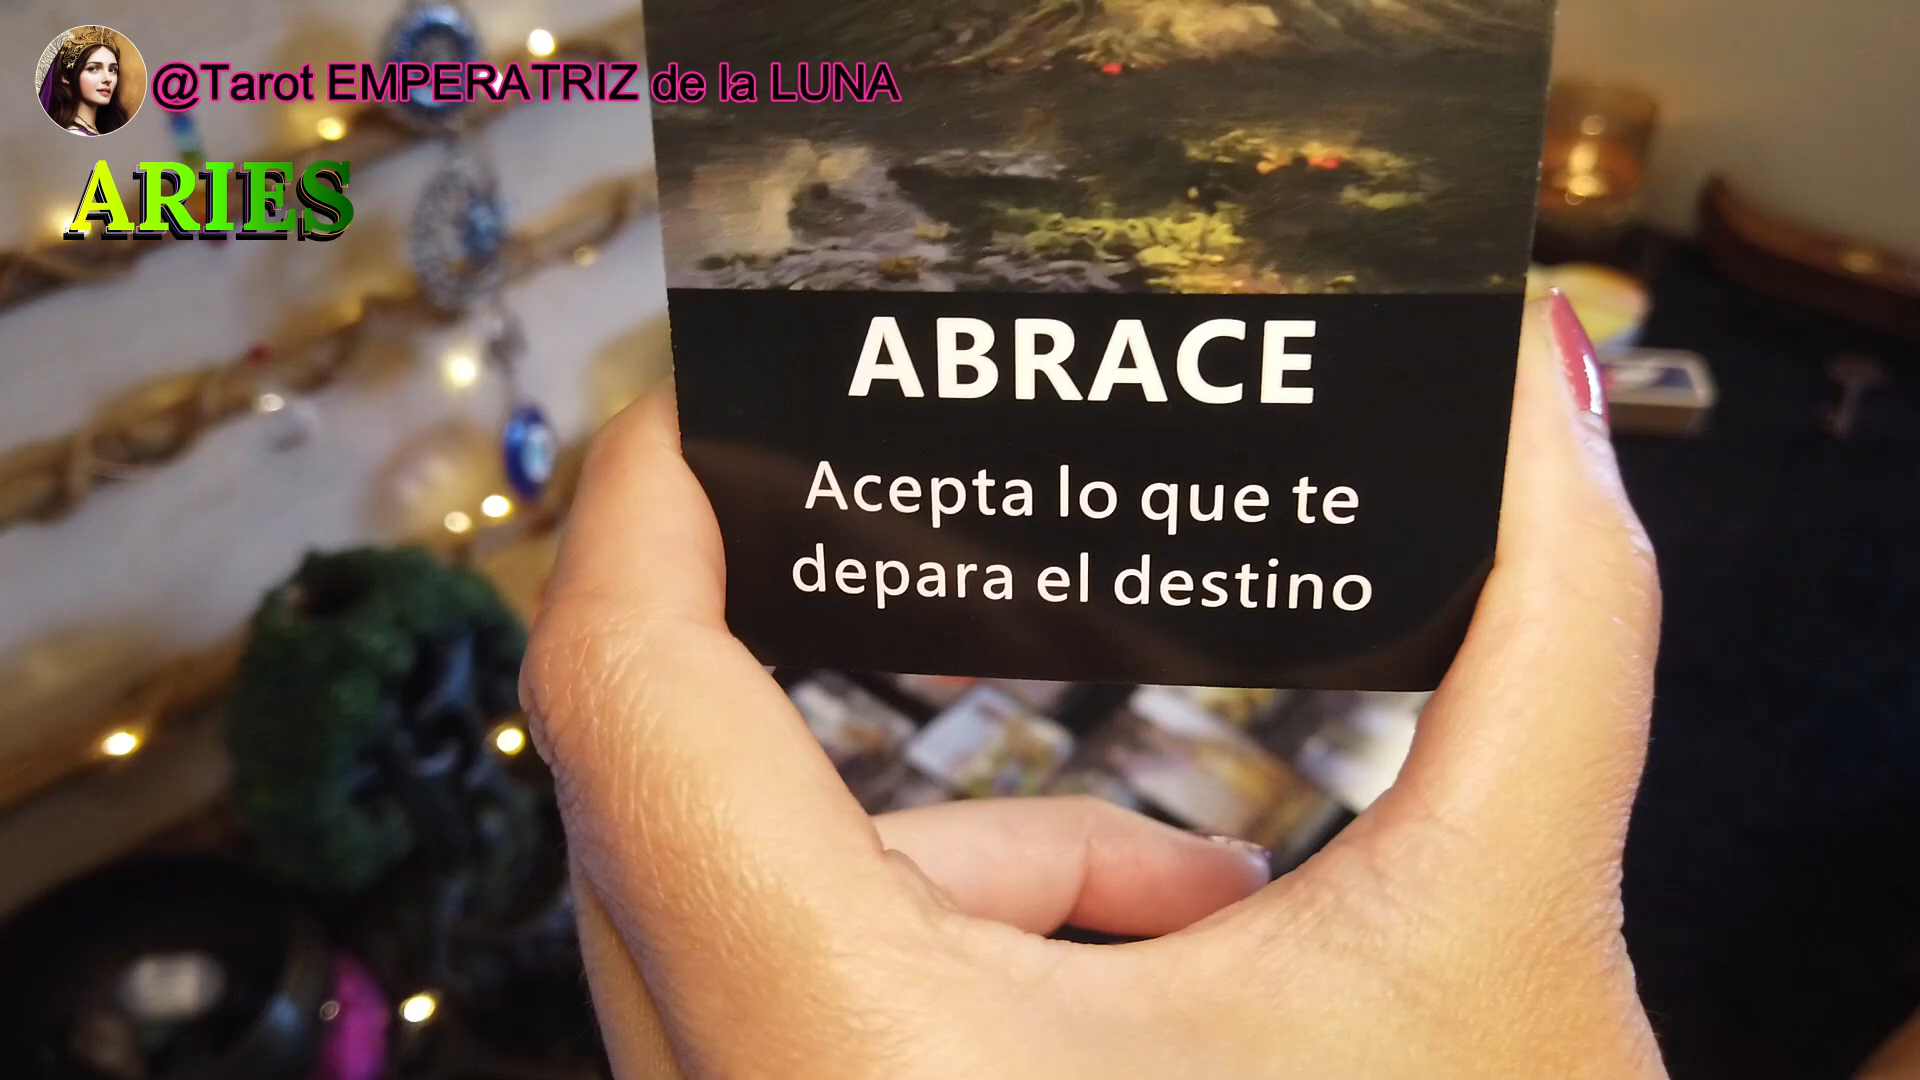 @Tarot EMPERATRIZ de la LUNA
ARIES
ABRACE
Acepta lo que te
depara el destino